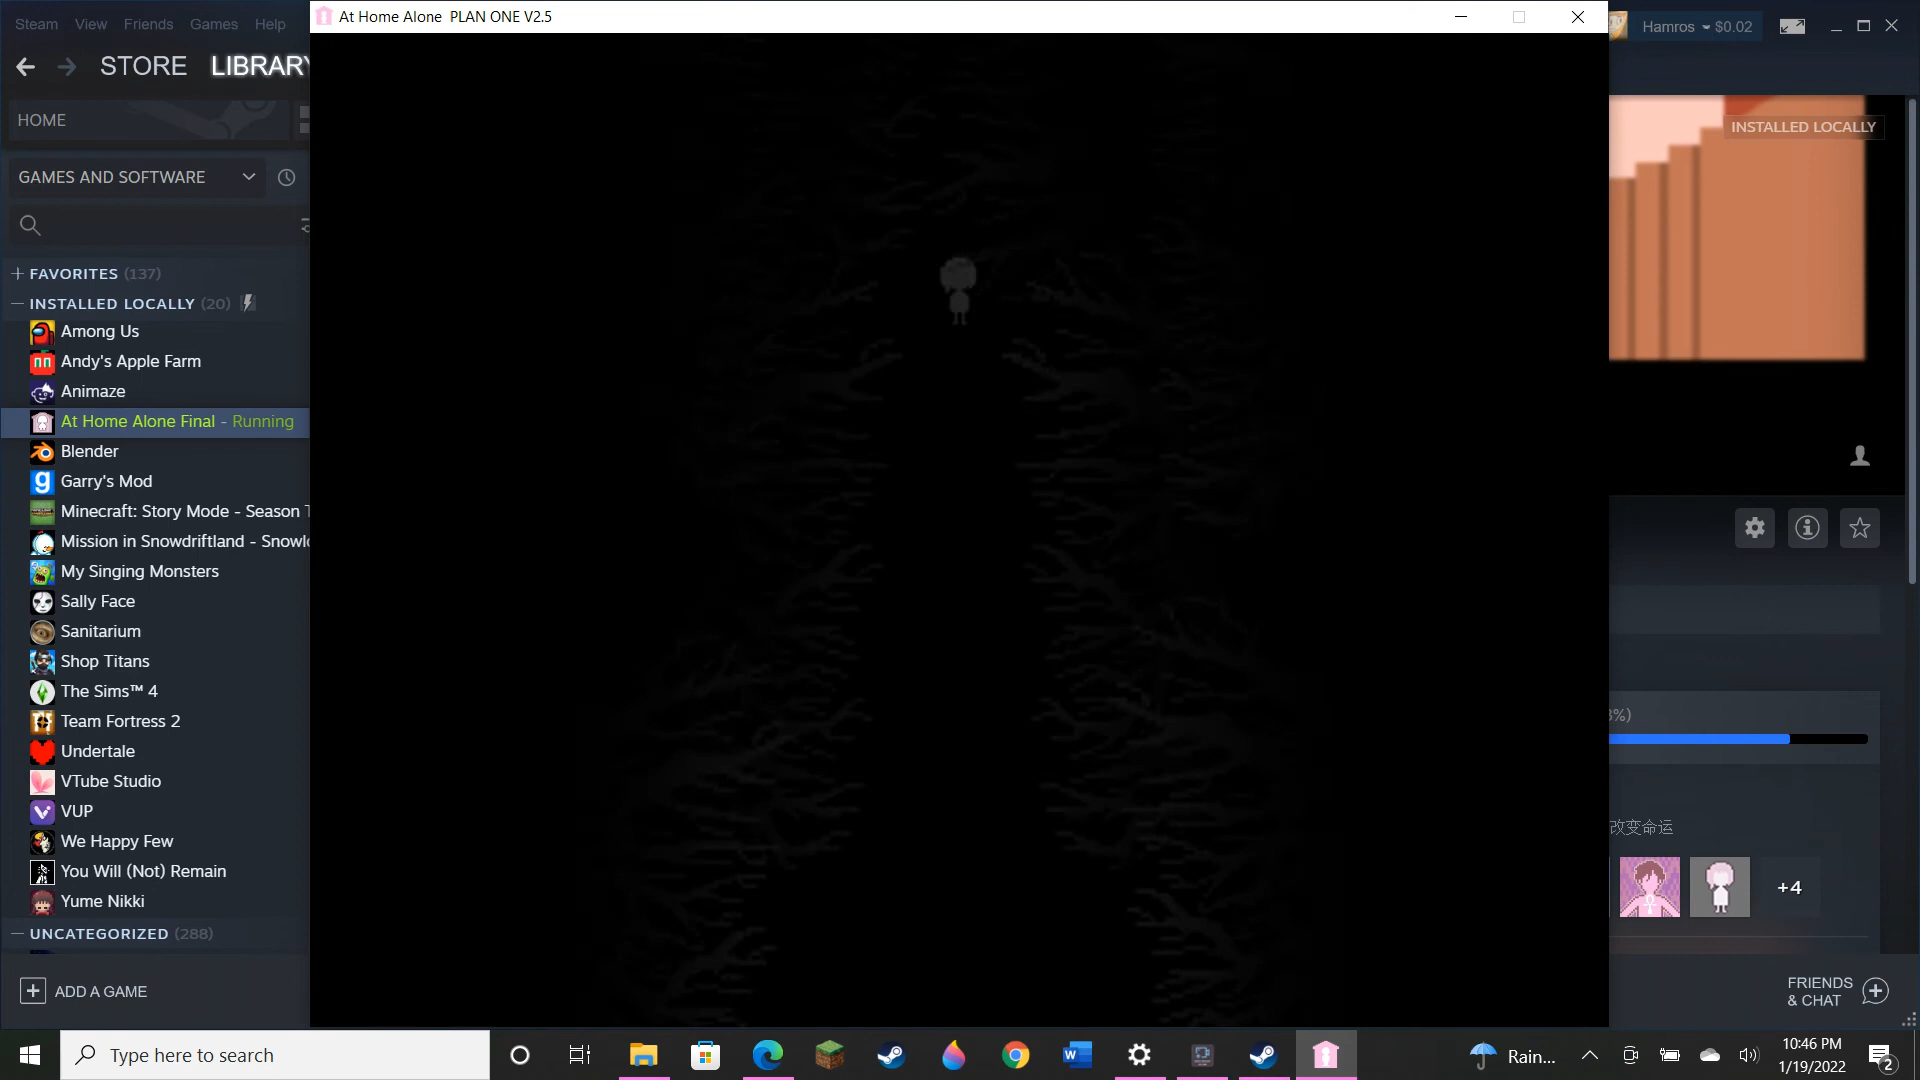 Steam View Friends Games Help
At Home Alone PLAN ONE V2.5
Hamros $0.02
STORE LIBRARY
HOME
INSTALLED LOCALLY
GAMES AND SOFTWARE
FAVORITES (137)
INSTALLED LOCALLY (20)
Among Us
Andy's Apple Farm
Animaze
At Home Alone Final - Running
Blender
Garry's Mod
Minecraft: Story Mode - Season
Mission in Snowdriftland -
My Singing Monsters
Sally Face
Sanitarium
Shop Titans
The Sims™ 4
Team Fortress 2
Undertale
VTube Studio
VUP
We Happy Few
You Will (Not) Remain
Yume Nikki
UNCATEGORIZED (288)
%)
改变命运
+4
ADD A GAME
FRIENDS
& CHAT
Type here to search
Rain...
10:46 PM
1/19/2022
2